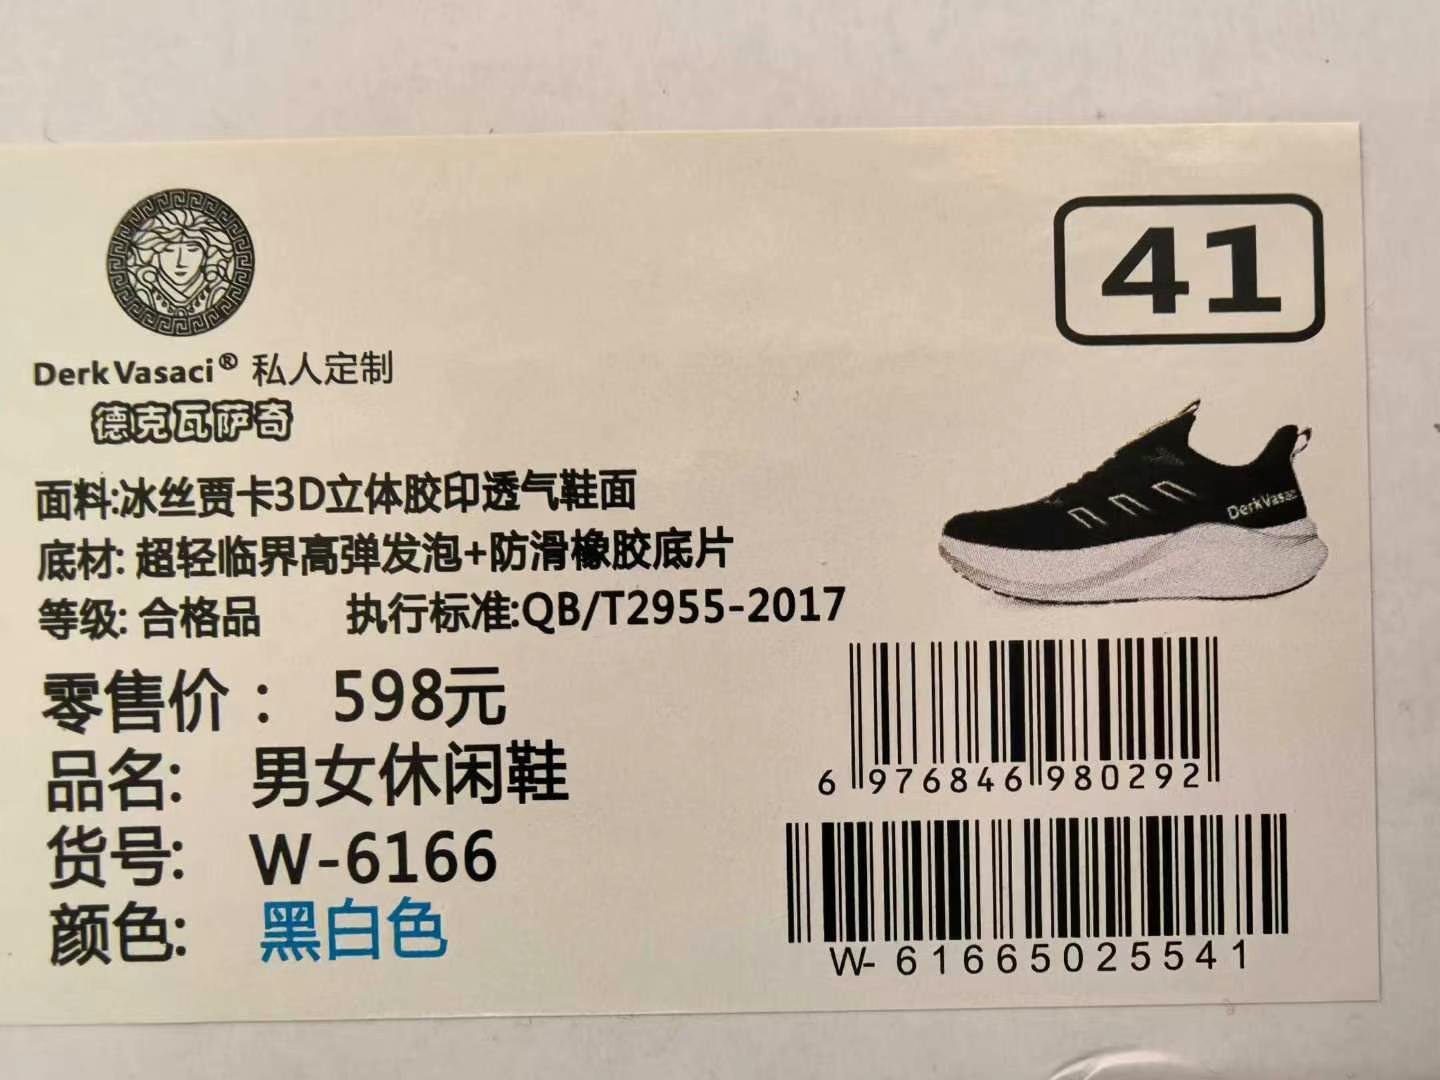 41
DerkVasaci® 私人定制
德克瓦萨奇
面料:冰丝贾卡3D立体胶印透气鞋面
底材: 超轻临界高弹发泡+防滑橡胶底片
等级: 合格品 执行标准:QB/T2955-2017
零售价： 598元
品名: 男女休闲鞋
货号: W-6166
颜色: 黑白色
DerkVasac
6 976846 980292
W- 61665025541